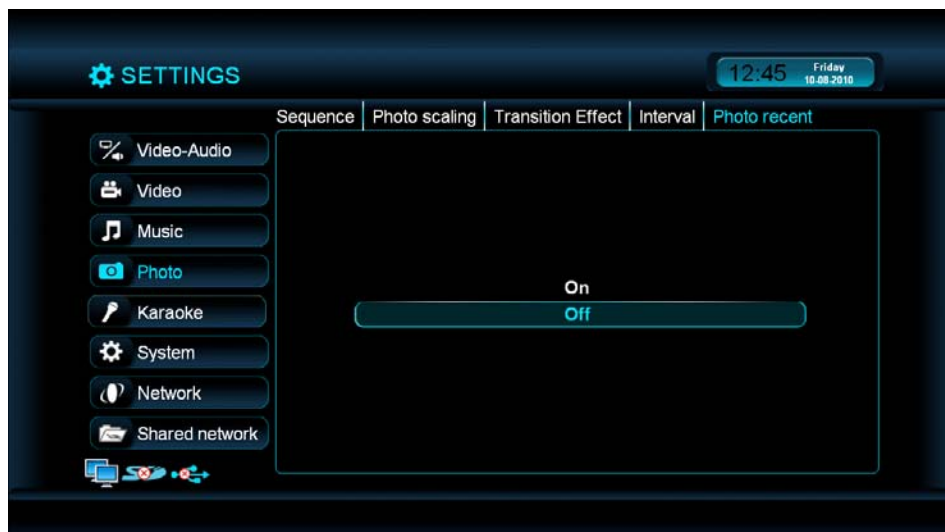 SETTINGS
12:45 Friday
10-08-2010
Sequence Photo scaling Transition Effect Interval Photo recent
Video-Audio
Video
Music
Photo
Karaoke
System
Network
Shared network
On
Off